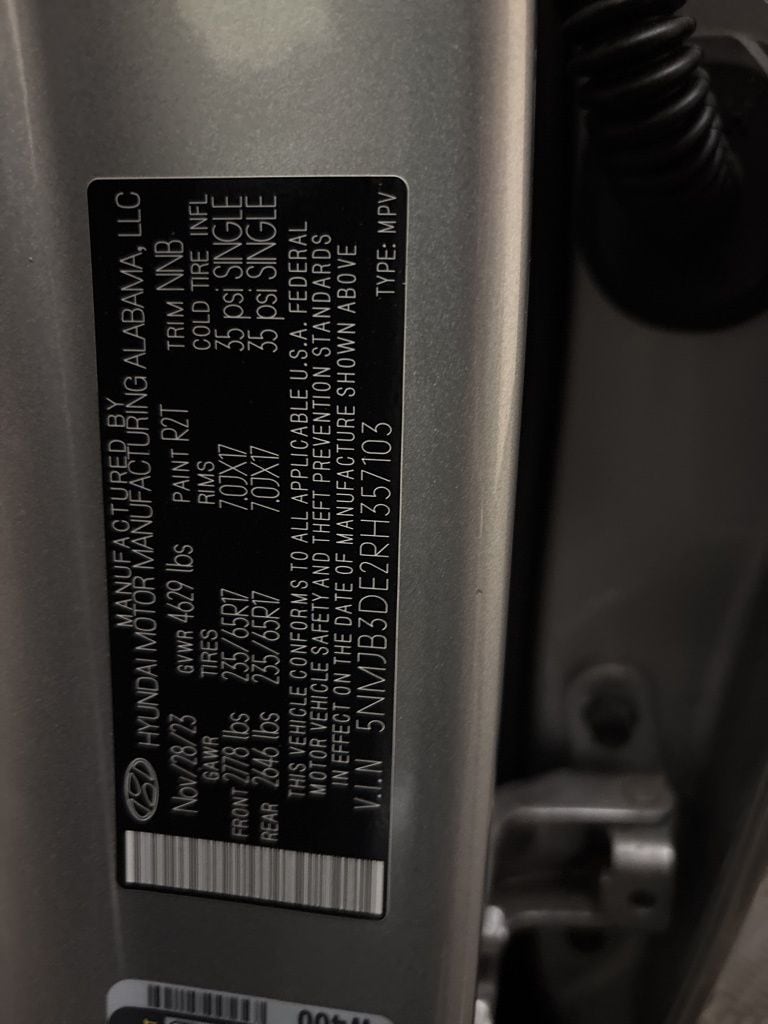 MANUFACTURED BY
HYUNDAI MOTOR MANUFACTURING ALABAMA, LLC
Nov/28/23 GVWR 4629 lbs PAINT R2T TRIM NNB
GAWR TIRES RIMS COLD TIRE INFL
FRONT 2778 lbs 235/65R17 7.0JX17 35 psi SINGLE
REAR 2646 lbs 235/65R17 7.0JX17 35 psi SINGLE
THIS VEHICLE CONFORMS TO ALL APPLICABLE U.S.A. FEDERAL
MOTOR VEHICLE SAFETY AND THEFT PREVENTION STANDARDS
IN EFFECT ON THE DATE OF MANUFACTURE SHOWN ABOVE
V.I.N 5NMJB3DE2RH357103 TYPE: MPV